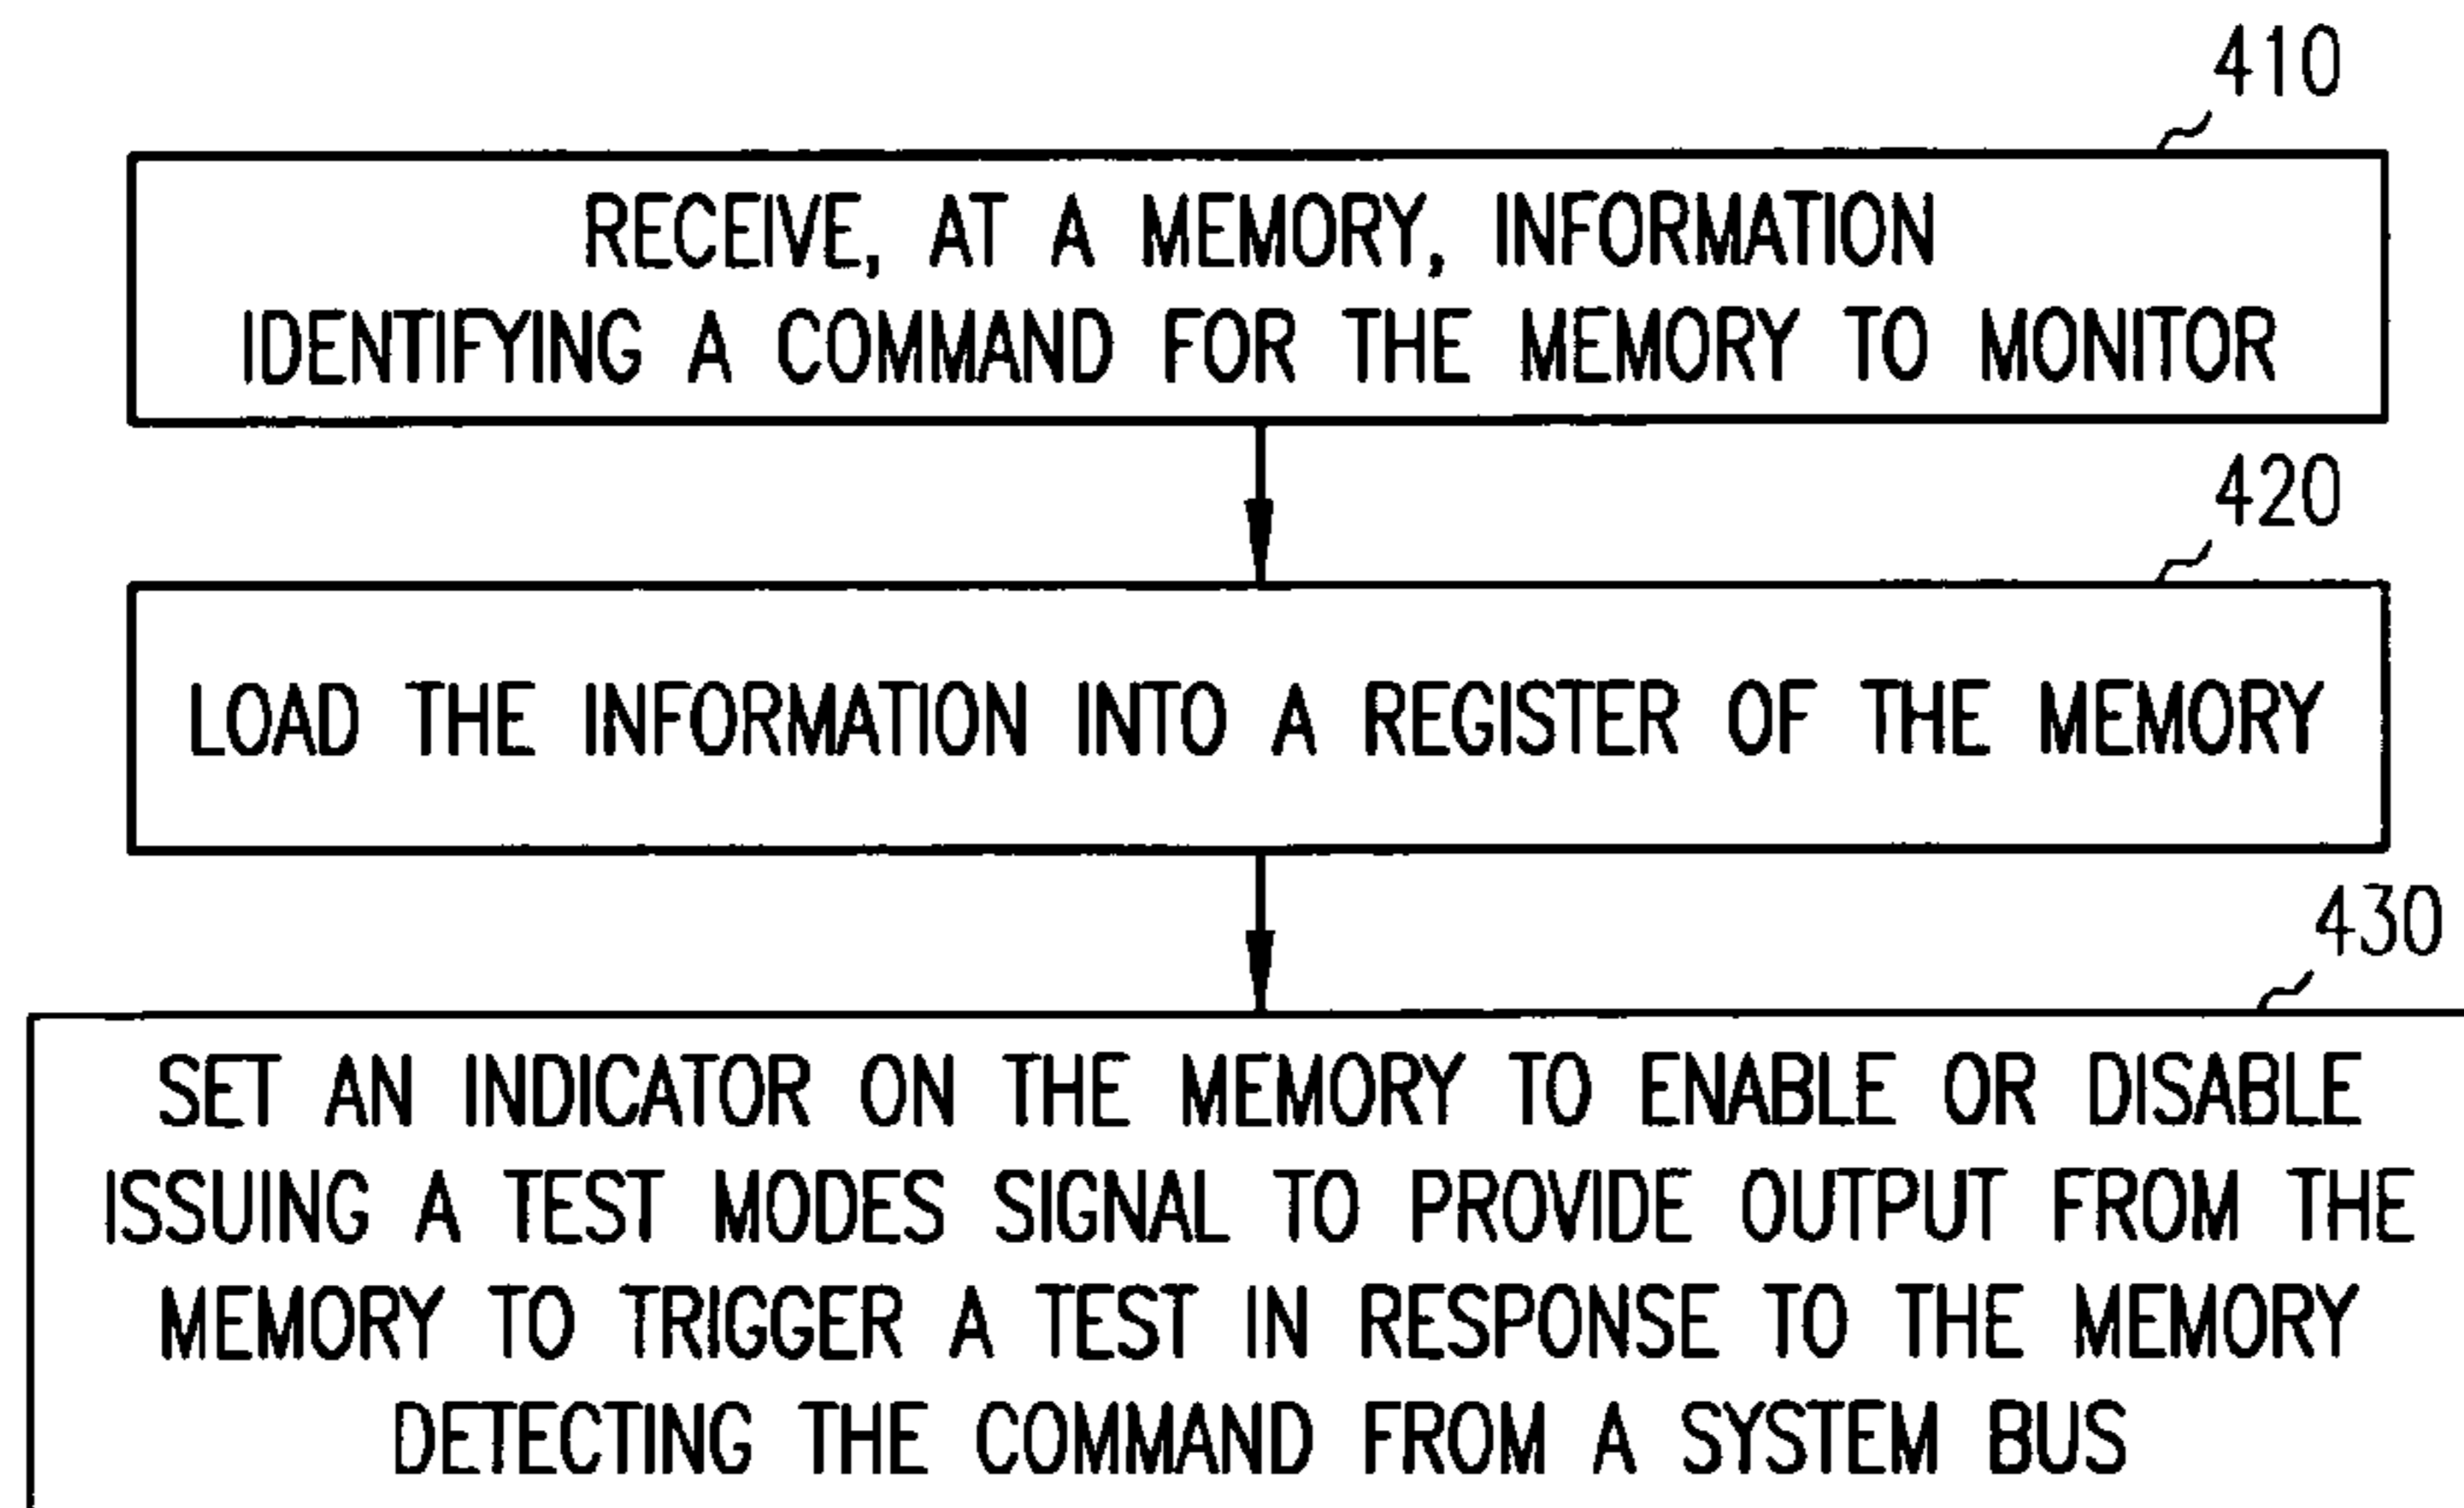 410
RECEIVE, AT A MEMORY, INFORMATION
IDENTIFYING A COMMAND FOR THE MEMORY TO MONITOR
420
LOAD THE INFORMATION INTO A REGISTER OF THE MEMORY
430
SET AN INDICATOR ON THE MEMORY TO ENABLE OR DISABLE
ISSUING A TEST MODES SIGNAL TO PROVIDE OUTPUT FROM THE
MEMORY TO TRIGGER A TEST IN RESPONSE TO THE MEMORY
DETECTING THE COMMAND FROM A SYSTEM BUS